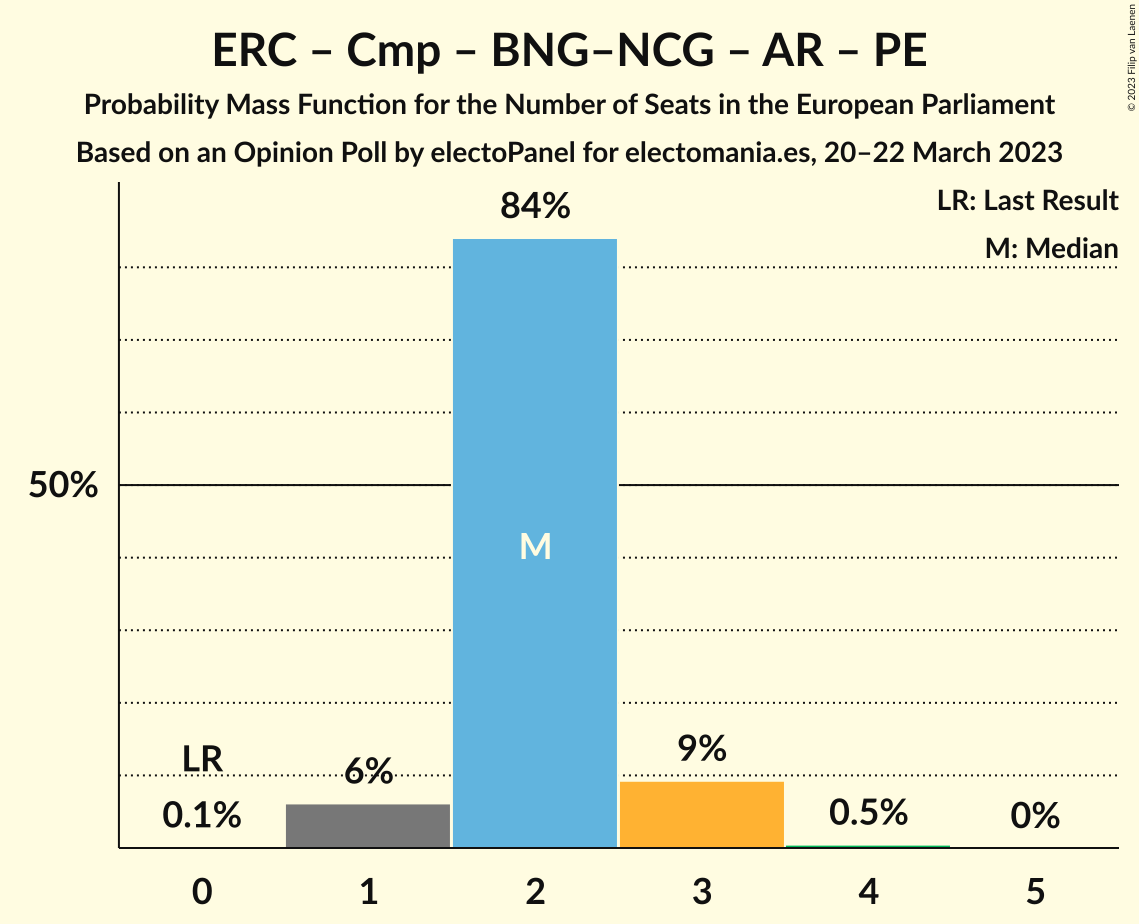 ERC – Cmp – BNG–NCG – AR – PE
Probability Mass Function for the Number of Seats in the European Parliament
Based on an Opinion Poll by electoPanel for electomania.es, 20–22 March 2023
© 2023 Filip van Laenen
LR: Last Result
M: Median
84%
50%
M
LR
0.1%
6%
9%
0.5%
0%
0 1 2 3 4 5